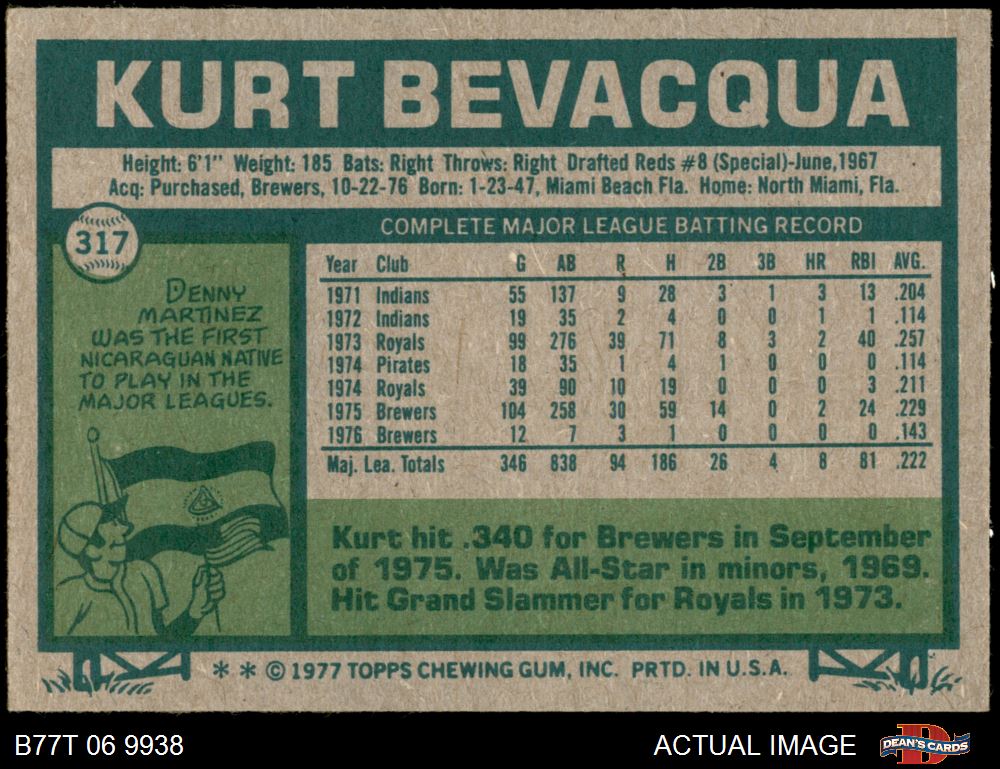 KURT BEVACQUA
Height: 6'1" Weight: 185 Bats: Right Throws: Right Drafted Reds #8 (Special)-June,1967
Acq: Purchased, Brewers, 10-22-76 Born: 1-23-47, Miami Beach Fla. Home: North Miami, Fla.
317
DENNY
MARTINEZ
WAS THE FIRST
NICARAGUAN NATIVE
TO PLAY IN THE
MAJOR LEAGUES.
COMPLETE MAJOR LEAGUE BATTING RECORD
Year Club G AB R H 2B 3B HR RBI AVG.
1971 Indians 55 137 9 28 3 1 3 13 .204
1972 Indians 19 35 2 4 0 0 1 1 .114
1973 Royals 99 276 39 71 8 3 2 40 .257
1974 Pirates 18 35 1 4 1 0 0 0 .114
1974 Royals 39 90 10 19 0 0 0 3 .211
1975 Brewers 104 258 30 59 14 0 2 24 .229
1976 Brewers 12 7 3 1 0 0 0 0 .143
Maj. Lea. Totals 346 838 94 186 26 4 8 81 .222
Kurt hit .340 for Brewers in September
of 1975. Was All-Star in minors, 1969.
Hit Grand Slammer for Royals in 1973.
* * © 1977 TOPPS CHEWING GUM, INC. PRTD. IN U.S.A.
B77T 06 9938
ACTUAL IMAGE
D
DEAN'S CARDS